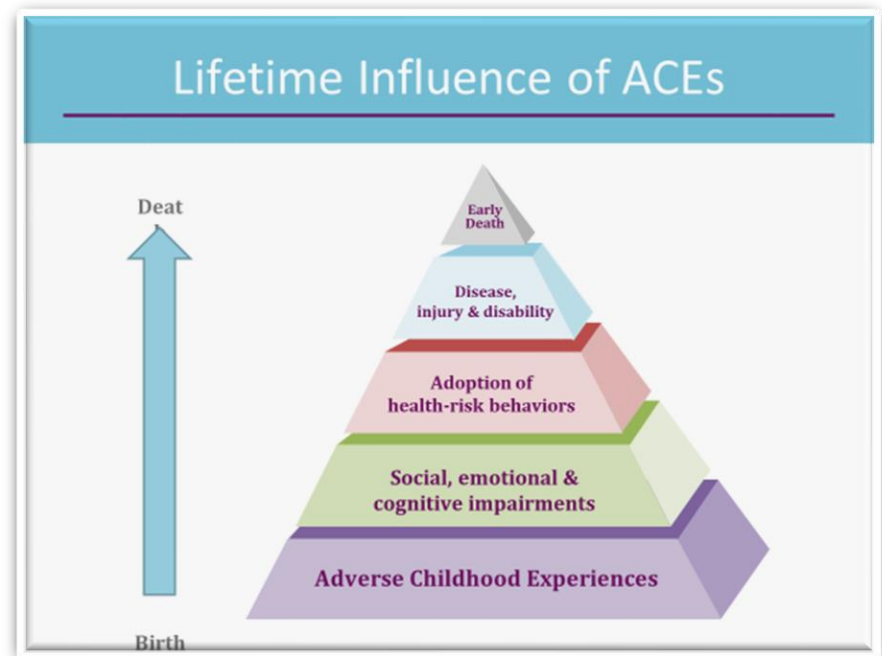 Lifetime Influence of ACEs
Deat
Early
Death
Disease,
injury & disability
Adoption of
health-risk behaviors
Social, emotional &
cognitive impairments
Adverse Childhood Experiences
Birth